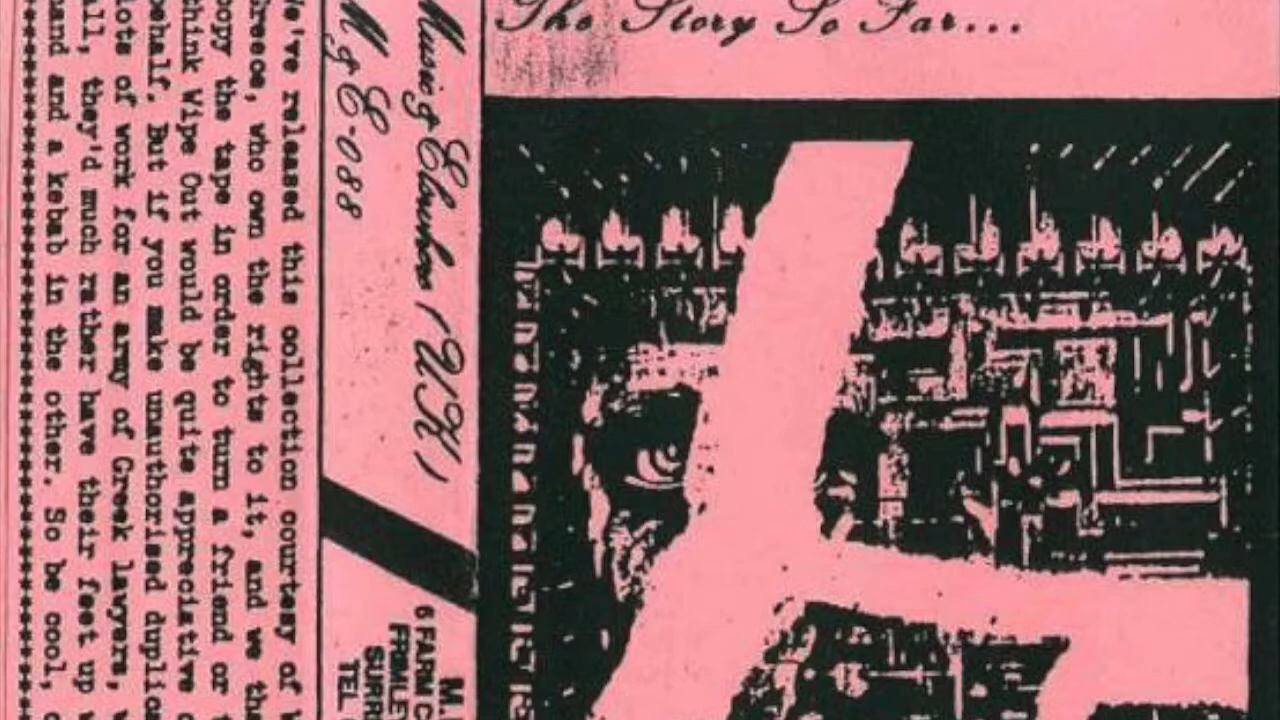 The Story So Far...
Music & Elsewhere (UK)
M & E-088
M.
6 FARM C
FRIMLEY
SURR
TEL
We've released this collection courtesy of
Greece, who own the rights to it, and we
copy the tape in order to turn a friend or
think Wipe Out would be quite appreciative
behalf. But if you make unauthorised
lots of work for an army of Greek lawyers,
all, they'd much rather have their feet up
hand and a kebab in the other. So be cool,